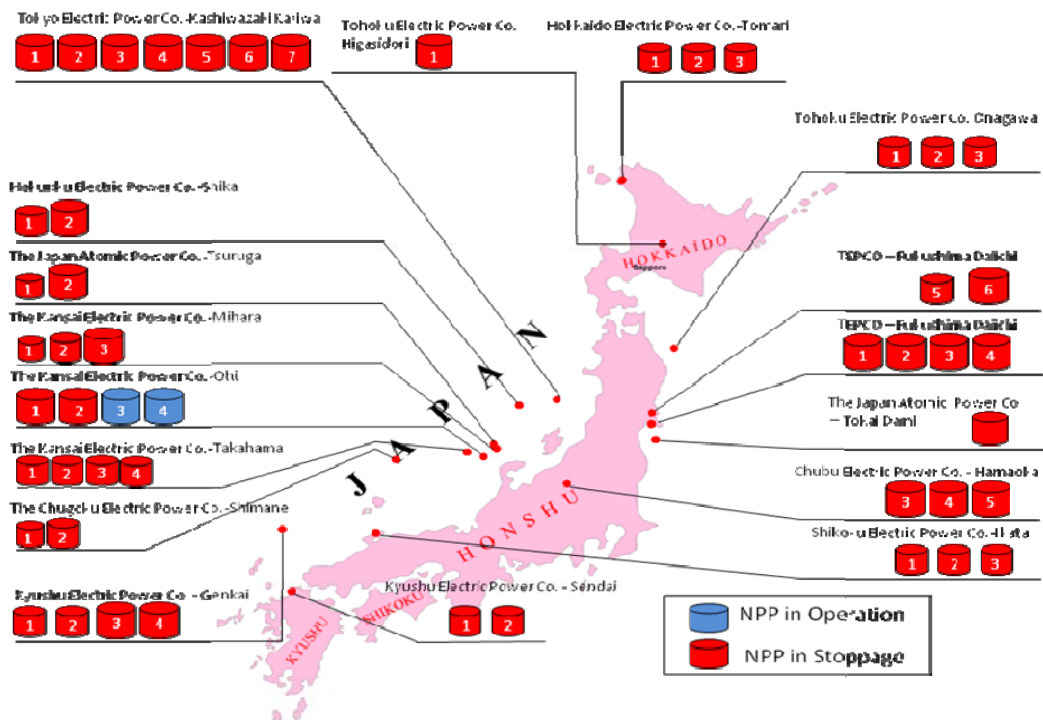 Tokyo Electric Power Co.-Kashiwazaki Kariwa
1 2 3 4 5 6 7
Tohoku Electric Power Co.
Higasidori 1
Hokkaido Electric Power Co.-Tomari
1 2 3
Tohoku Electric Power Co. Onagawa
1 2 3
Hokuriku Electric Power Co.-Shika
1 2
The Japan Atomic Power Co.-Tsuruga
1 2
The Kansai Electric Power Co.-Mihara
1 2 3
The Kansai Electric Power Co.-Ohi
1 2 3 4
The Kansai Electric Power Co.-Takahama
1 2 3 4
The Chugoku Electric Power Co.-Shimane
1 2
Kyushu Electric Power Co. - Genkai
1 2 3 4
Kyushu Electric Power Co. - Sendai
1 2
TEPCO – Fukushima Daiichi
5 6
TEPCO – Fukushima Daiichi
1 2 3 4
The Japan Atomic Power Co
– Tokai Daini
Chubu Electric Power Co. - Hamaoka
3 4 5
Shikoku Electric Power Co.-Ikata
1 2 3
JAPAN
HOKKAÏDO
Sapporo
HONSHU
SHIKOKU
KYUSHU
NPP in Operation
NPP in Stoppage